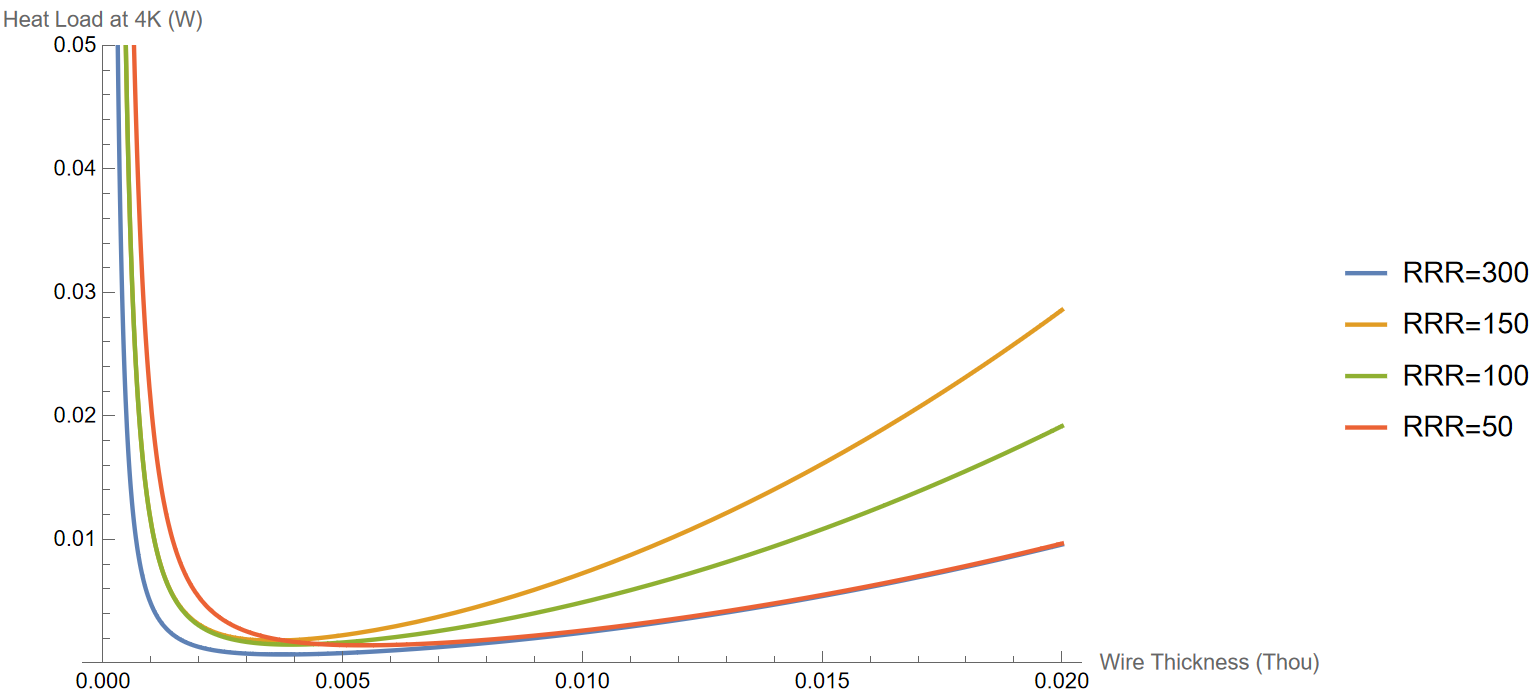 Heat Load at 4K (W)
0.05
0.04
0.03
0.02
0.01
0.000 0.005 0.010 0.015 0.020
Wire Thickness (Thou)
RRR=300
RRR=150
RRR=100
RRR=50